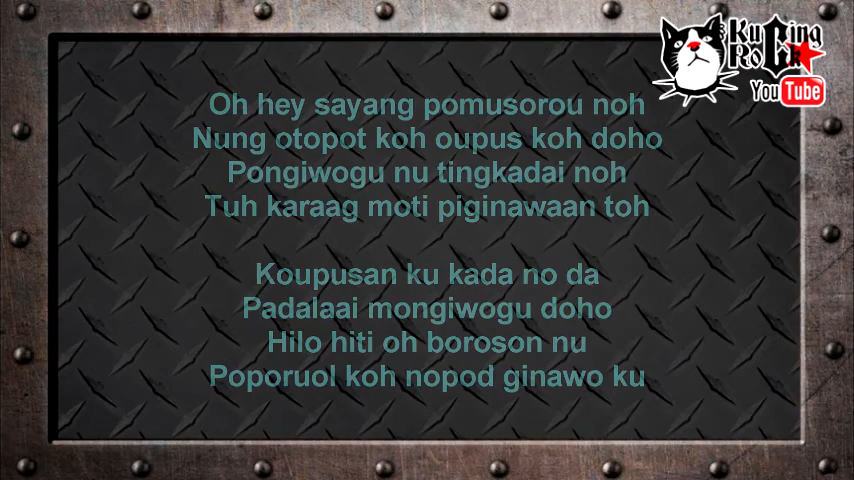 Kucing
Rock
YouTube
Oh hey sayang pomusorou noh
Nung otopot koh oupus koh doho
Pongiwogu nu tingkadai noh
Tuh karaag moti piginawaan toh
Koupusan ku kada no da
Padalaai mongiwogu doho
Hilo hiti oh boroson nu
Poporuol koh nopod ginawo ku